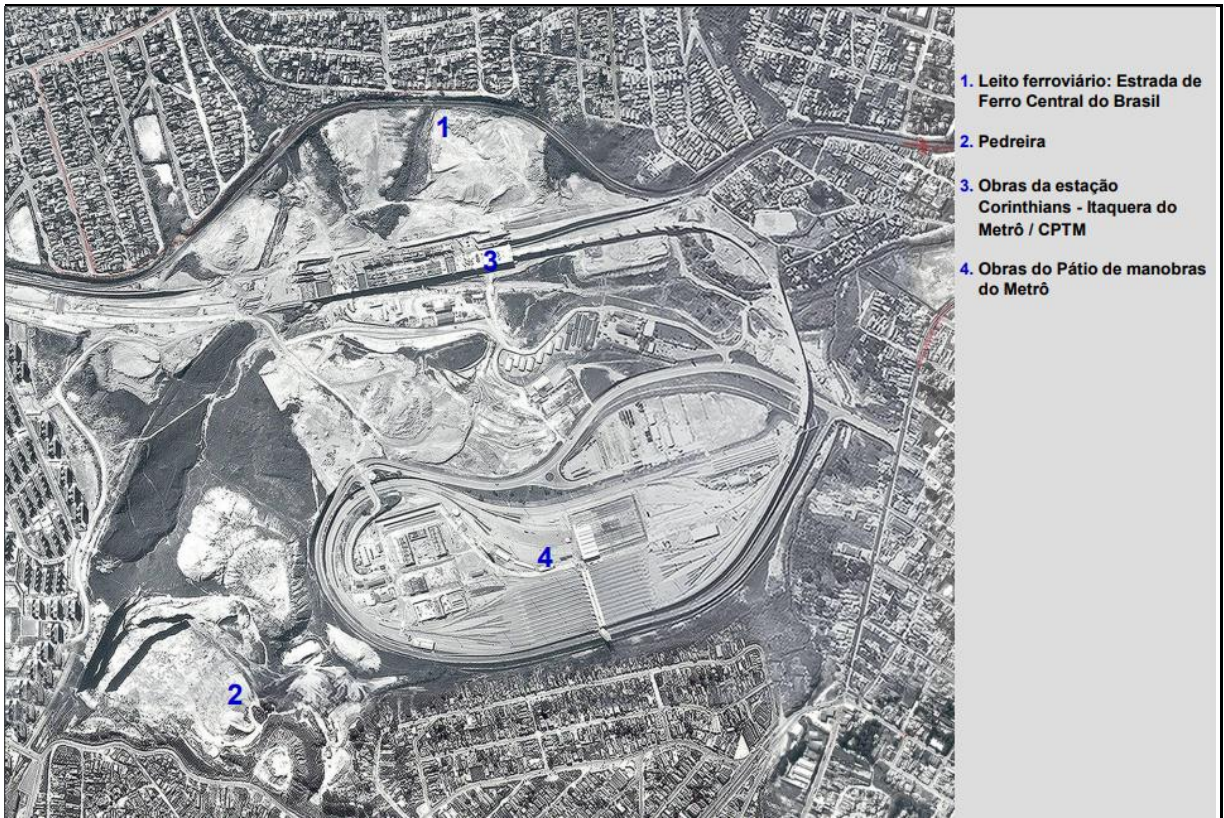 1. Leito ferroviário: Estrada de
Ferro Central do Brasil
2. Pedreira
3. Obras da estação
Corinthians - Itaquera do
Metrô / CPTM
4. Obras do Pátio de manobras
do Metrô
1
3
4
2